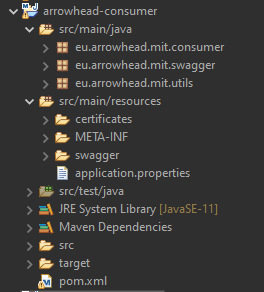 arrowhead-consumer
src/main/java
eu.arrowhead.mit.consumer
eu.arrowhead.mit.swagger
eu.arrowhead.mit.utils
src/main/resources
certificates
META-INF
swagger
application.properties
src/test/java
JRE System Library [JavaSE-11]
Maven Dependencies
src
target
pom.xml